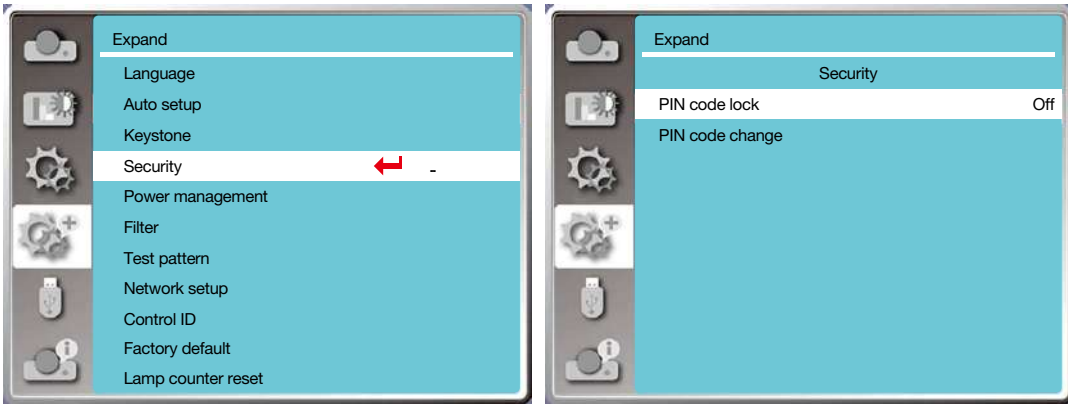 Expand
Language
Auto setup
Keystone
Security -
Power management
Filter
Test pattern
Network setup
Control ID
Factory default
Lamp counter reset
Expand
Security
PIN code lock Off
PIN code change